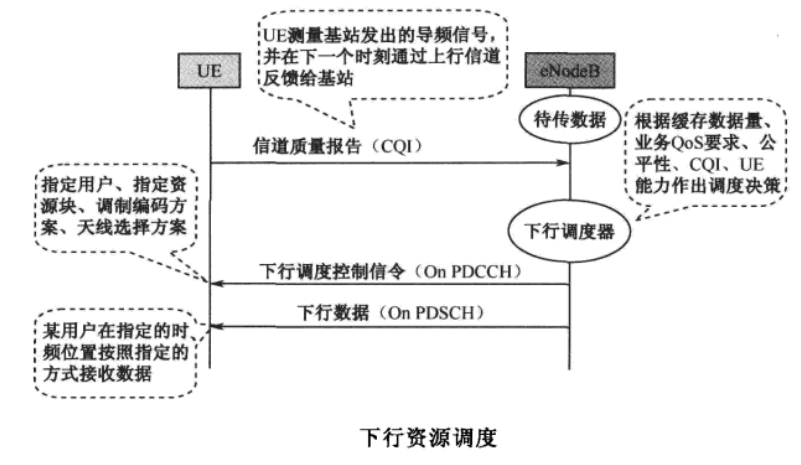 UE测量基站发出的导频信号，
并在下一个时刻通过上行信道
反馈给基站
UE
eNodeB
待传数据
根据缓存数据量、
业务QoS要求、公
平性、CQI、UE
能力作出调度决策
信道质量报告（CQI）
指定用户、指定资
源块、调制编码方
案、天线选择方案
下行调度器
下行调度控制信令（On PDCCH）
下行数据（On PDSCH）
某用户在指定的时
频位置按照指定的
方式接收数据
下行资源调度